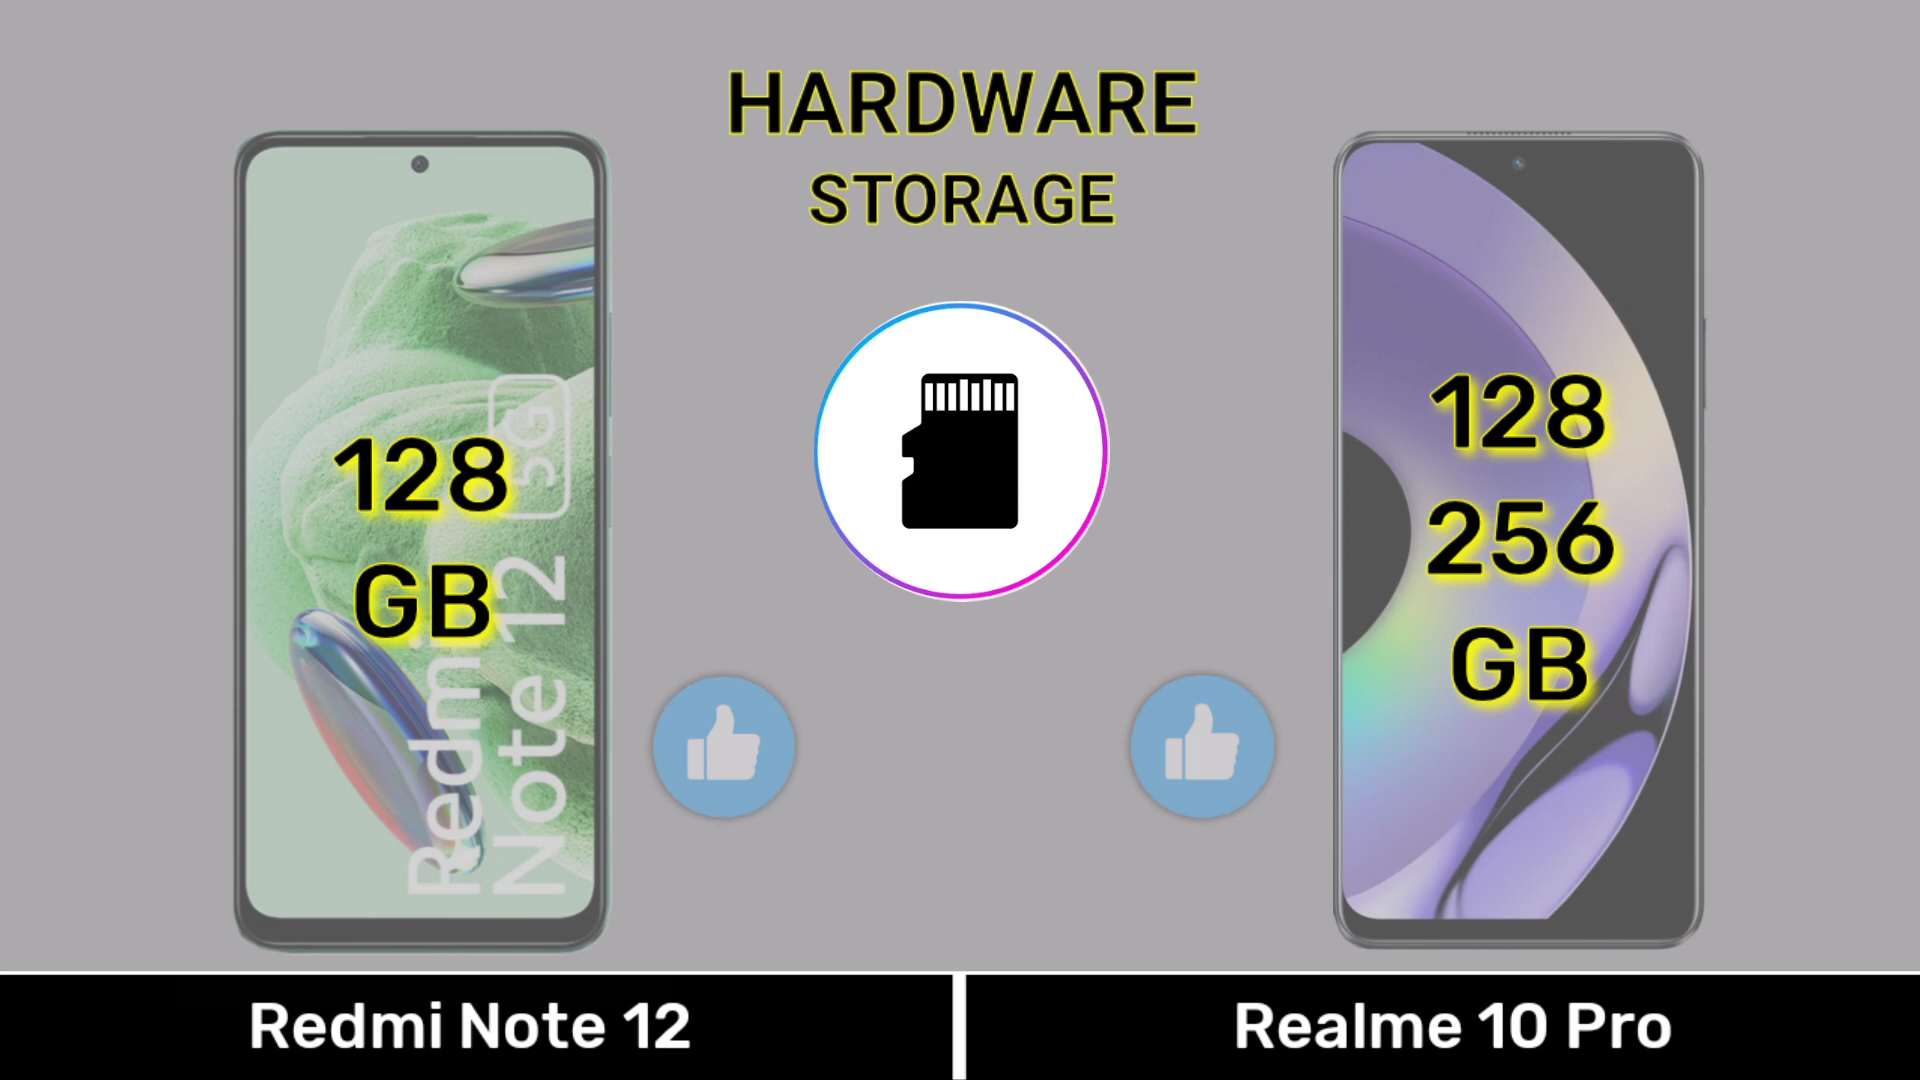 HARDWARE
STORAGE
128
GB
Redmi
Note 12 5G
128
256
GB
Redmi Note 12
Realme 10 Pro